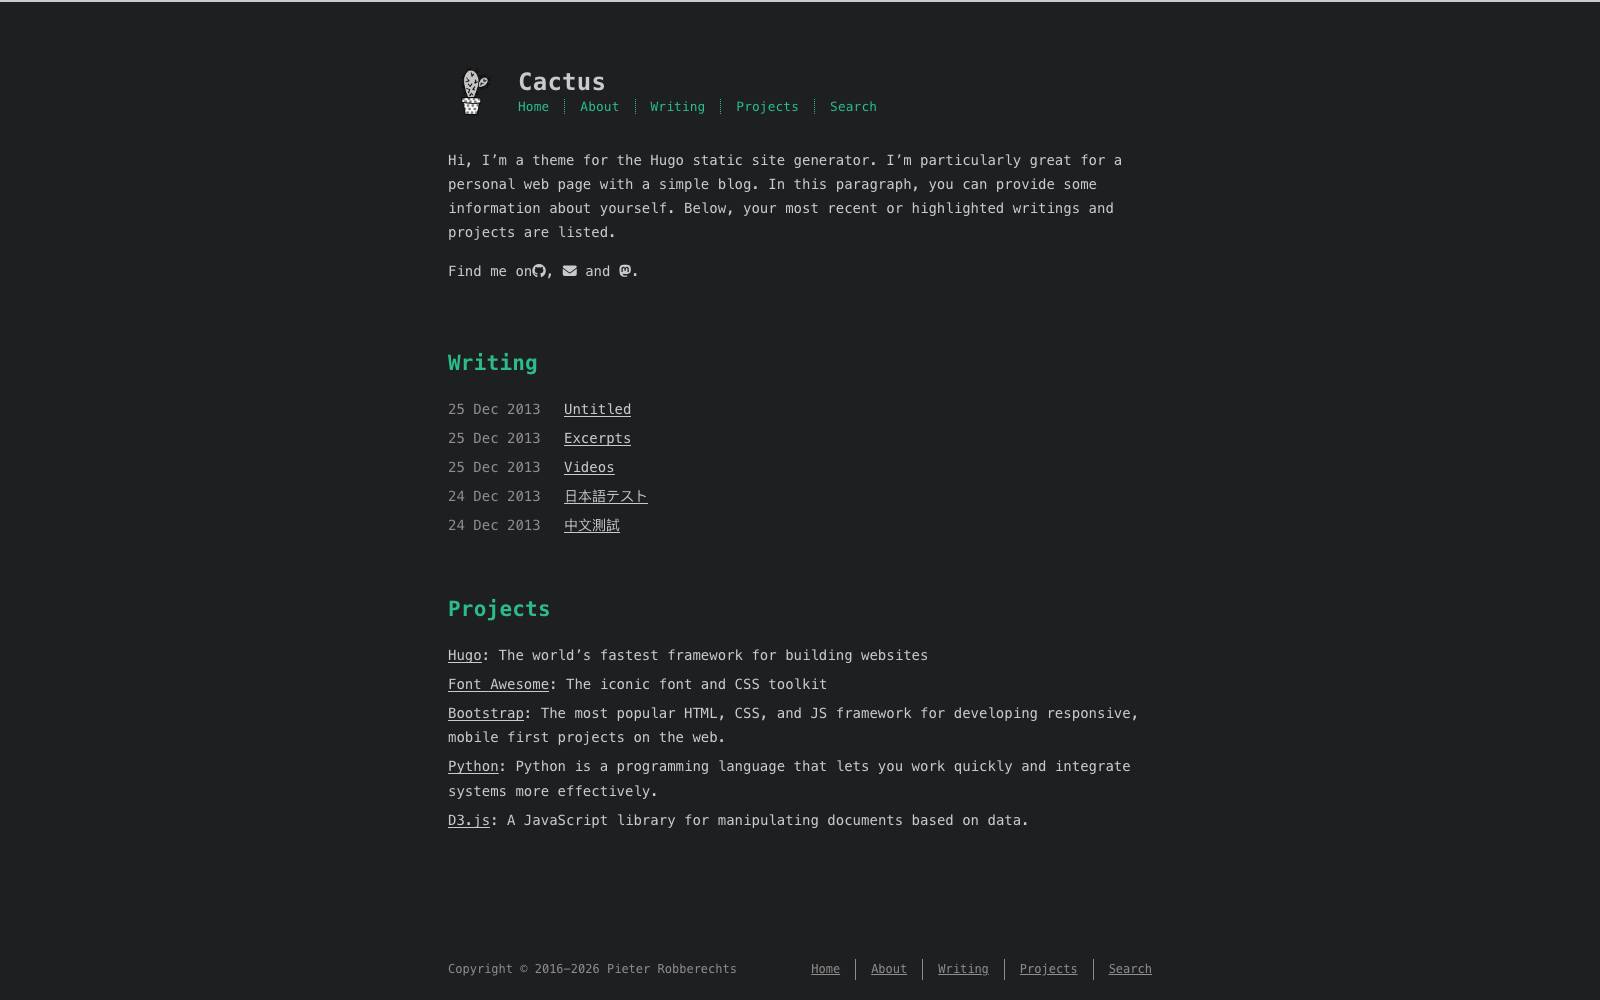 Cactus
Home About Writing Projects Search
Hi, I’m a theme for the Hugo static site generator. I’m particularly great for a
personal web page with a simple blog. In this paragraph, you can provide some
information about yourself. Below, your most recent or highlighted writings and
projects are listed.
Find me on, and .
Writing
25 Dec 2013 Untitled
25 Dec 2013 Excerpts
25 Dec 2013 Videos
24 Dec 2013 日本語テスト
24 Dec 2013 中文測試
Projects
Hugo: The world’s fastest framework for building websites
Font Awesome: The iconic font and CSS toolkit
Bootstrap: The most popular HTML, CSS, and JS framework for developing responsive,
mobile first projects on the web.
Python: Python is a programming language that lets you work quickly and integrate
systems more effectively.
D3.js: A JavaScript library for manipulating documents based on data.
Copyright © 2016–2026 Pieter Robberechts Home About Writing Projects Search